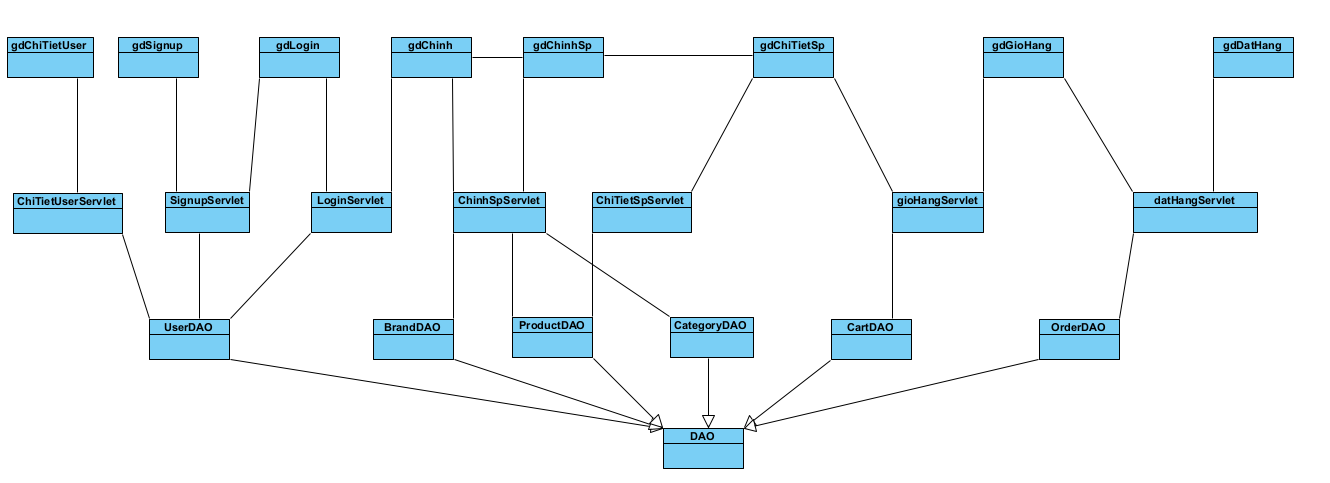 gdChiTietUser
gdSignup
gdLogin
gdChinh
gdChinhSp
gdChiTietSp
gdGioHang
gdDatHang
ChiTietUserServlet
SignupServlet
LoginServlet
ChinhSpServlet
ChiTietSpServlet
gioHangServlet
datHangServlet
UserDAO
BrandDAO
ProductDAO
CategoryDAO
CartDAO
OrderDAO
DAO